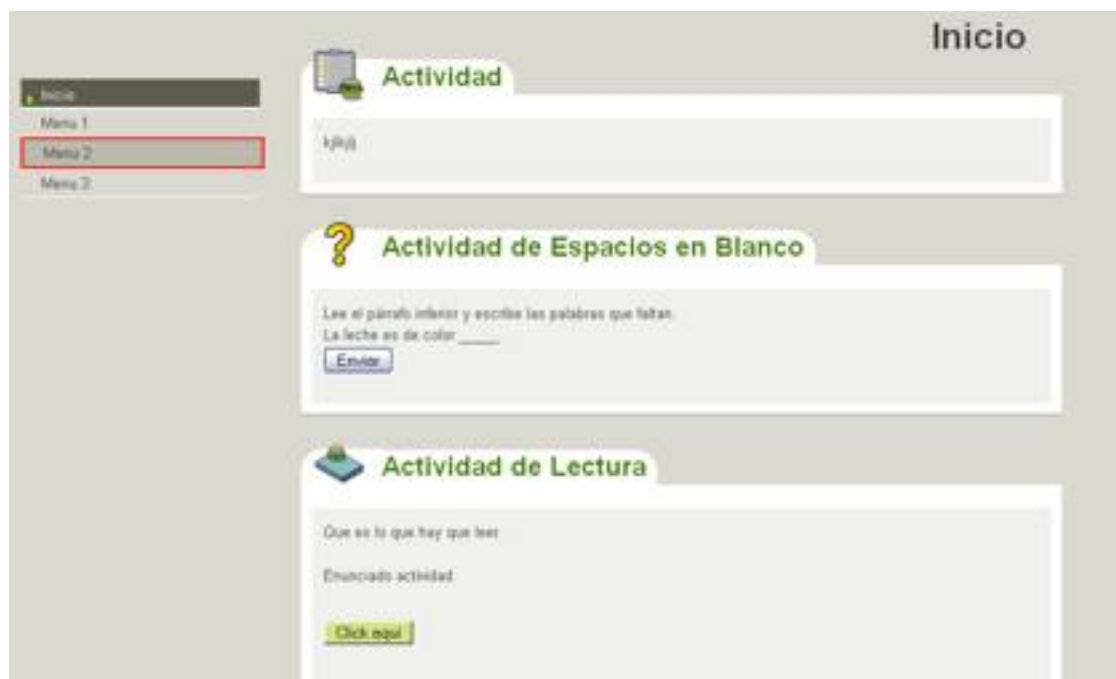 Inicio
Inicio
Menu 1
Menu 2
Menu 3
Actividad
Actividad de Espacios en Blanco
Lee el párrafo inferior y escribe las palabras que faltan.
La leche es de color _____
Enviar
Actividad de Lectura
Que es lo que hay que leer
Enunciado actividad
Click aquí